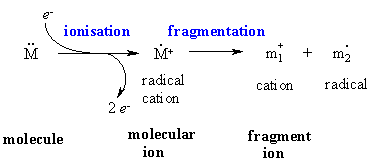 e-
ionisation
fragmentation
M̈
Ṁ+
m1+ + m2•
radical
cation
cation
radical
2 e-
molecule
molecular
ion
fragment
ion